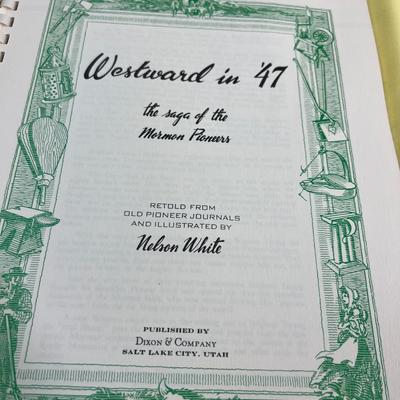 Westward in '47
the saga of the
Mormon Pioneers
RETOLD FROM
OLD PIONEER JOURNALS
AND ILLUSTRATED BY
Nelson White
PUBLISHED BY
DIXON & COMPANY
SALT LAKE CITY, UTAH